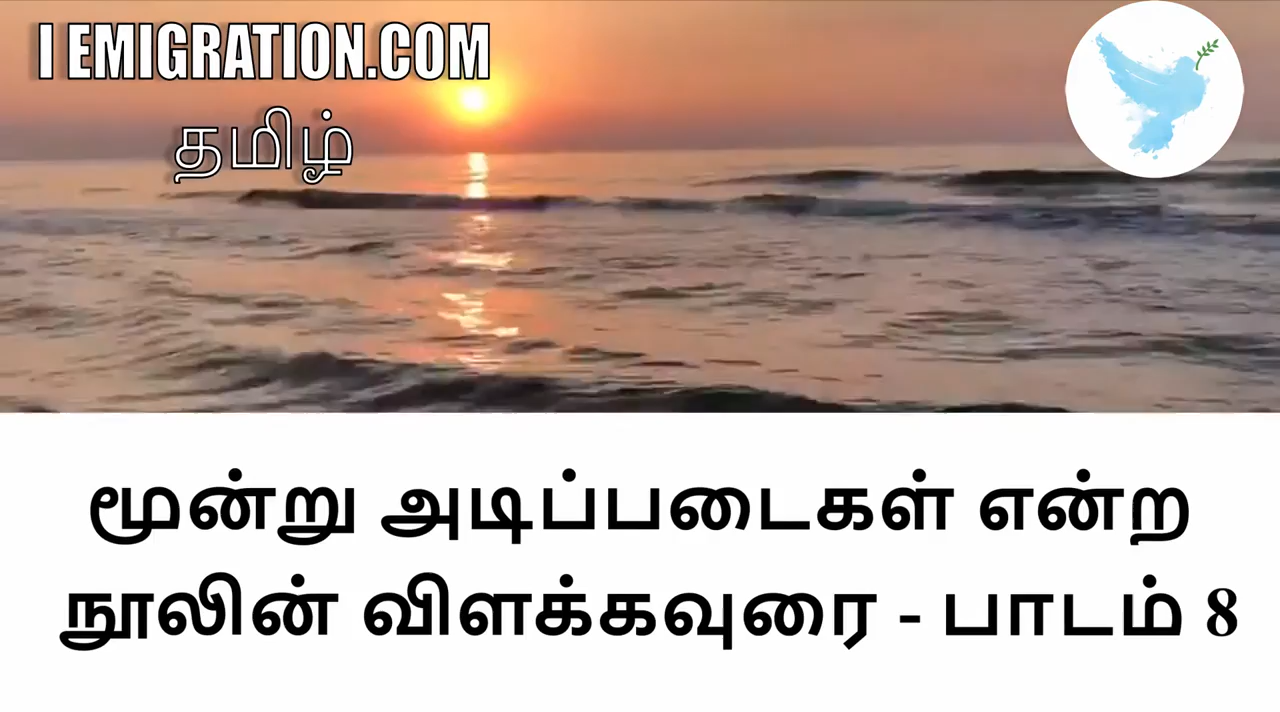 I EMIGRATION.COM
தமிழ்
மூன்று அடிப்படைகள் என்ற
நூலின் விளக்கவுரை - பாடம் 8